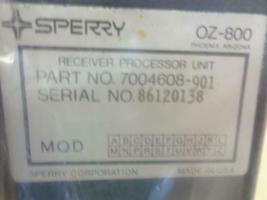 SPERRY OZ-800
PHOENIX, ARIZONA
RECEIVER PROCESSOR UNIT
PART NO. 7004608-901
SERIAL NO. 86120138
MOD A B C D E F G H J K L
M N P R S T U V W Y Z
SPERRY CORPORATION MADE IN USA